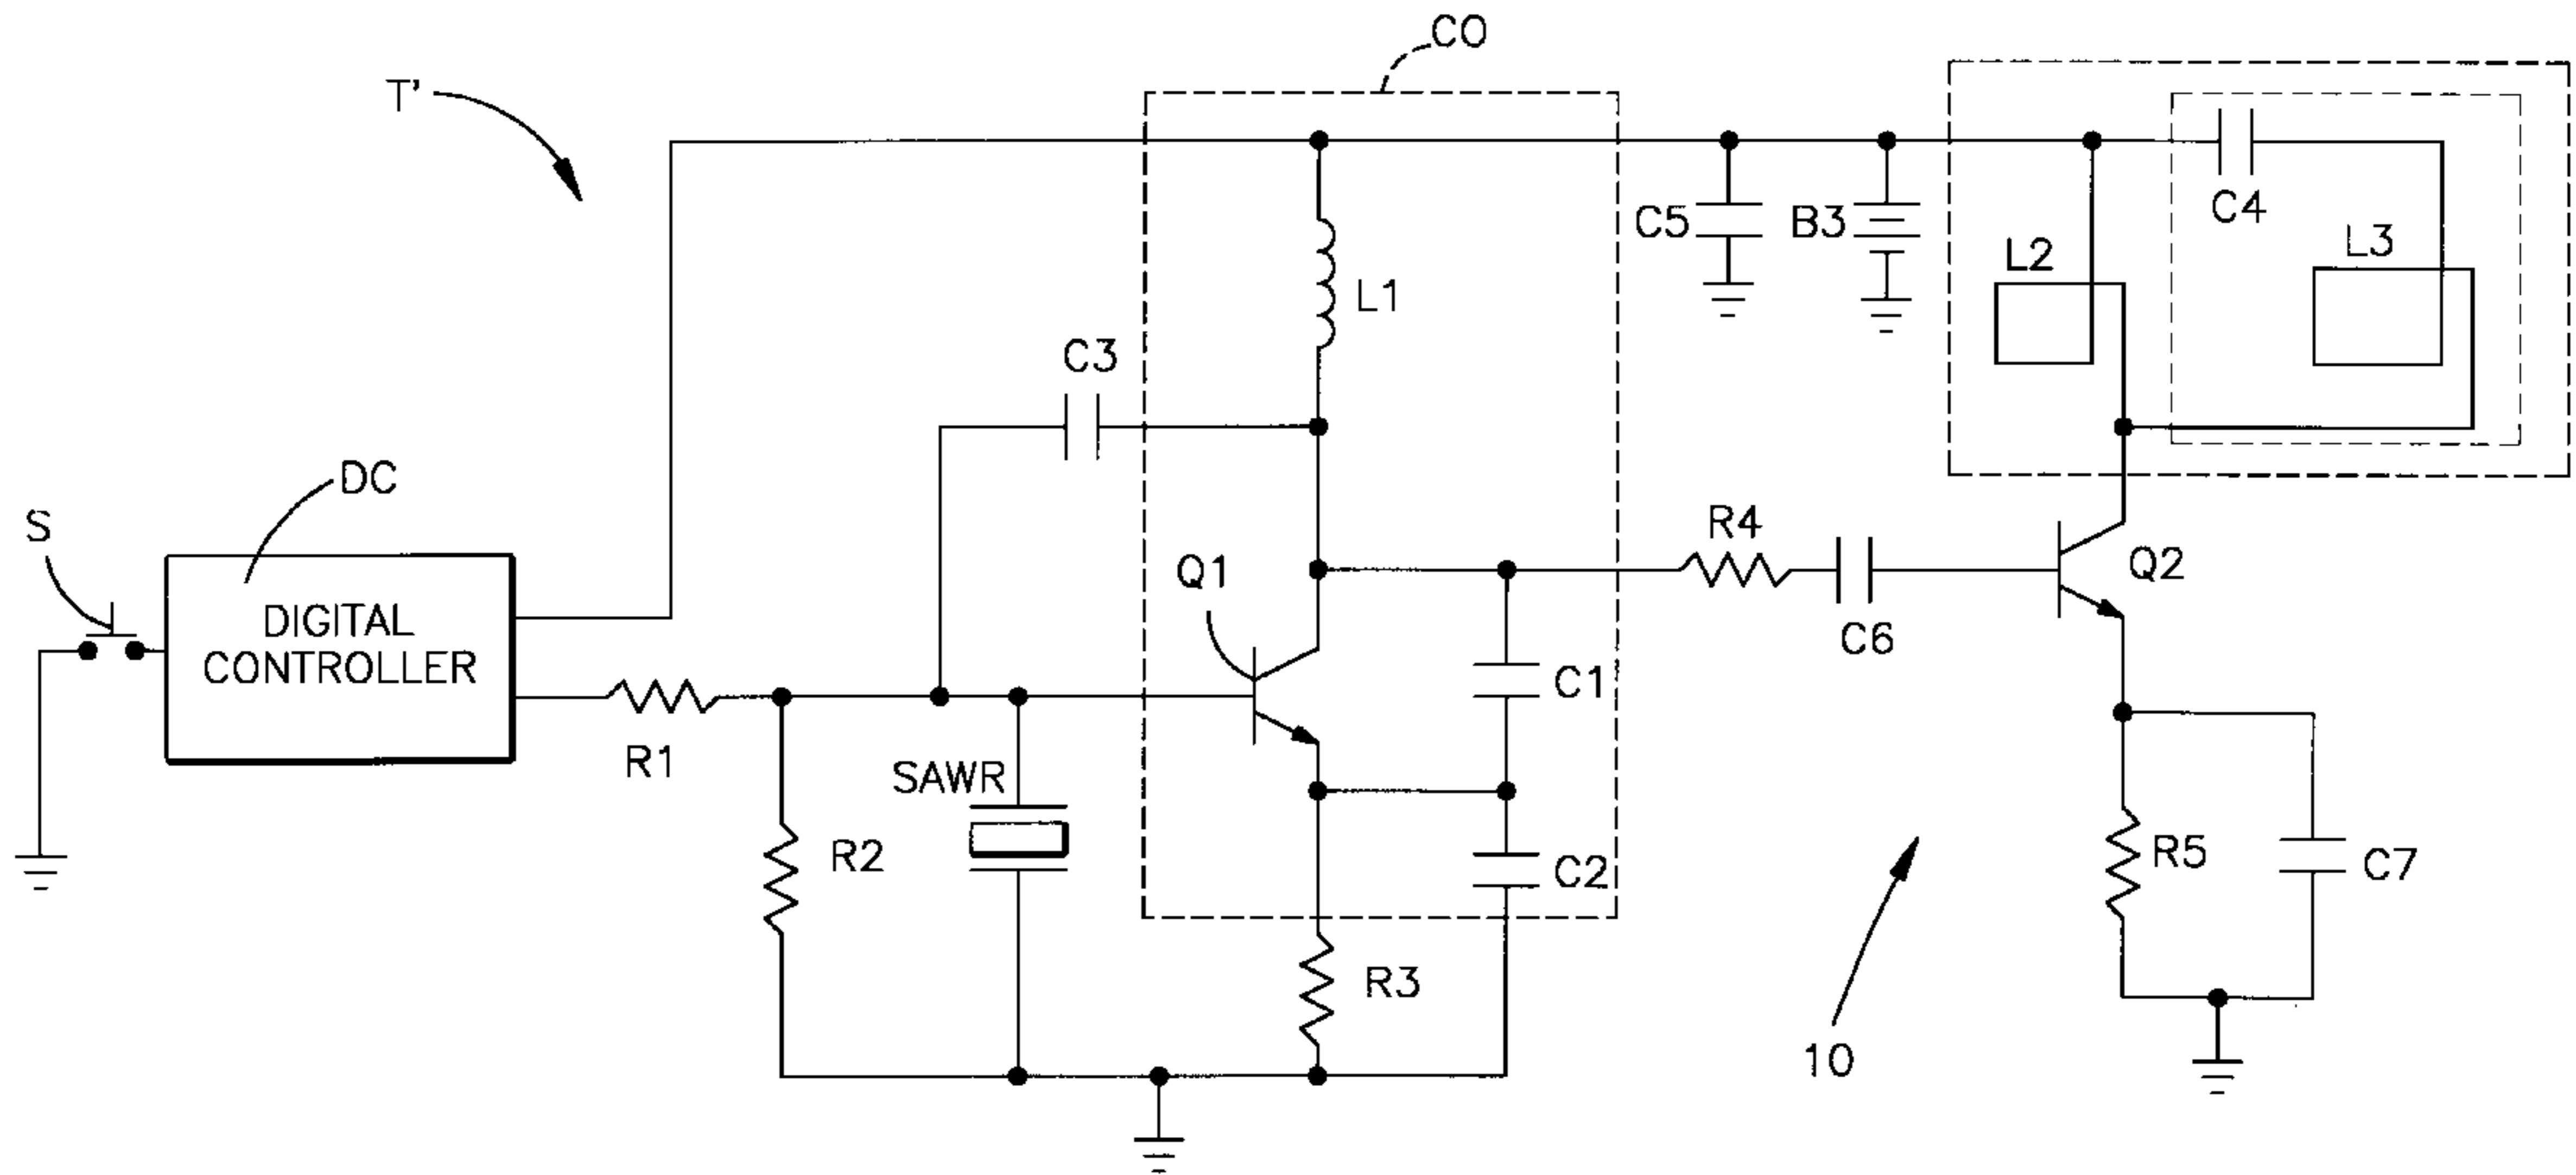 CO
T'
C4
C5
B3
L2
L3
L1
C3
DC
S
R4
Q1
Q2
DIGITAL
CONTROLLER
C6
C1
R1
SAWR
R2
C2
R5
C7
R3
10